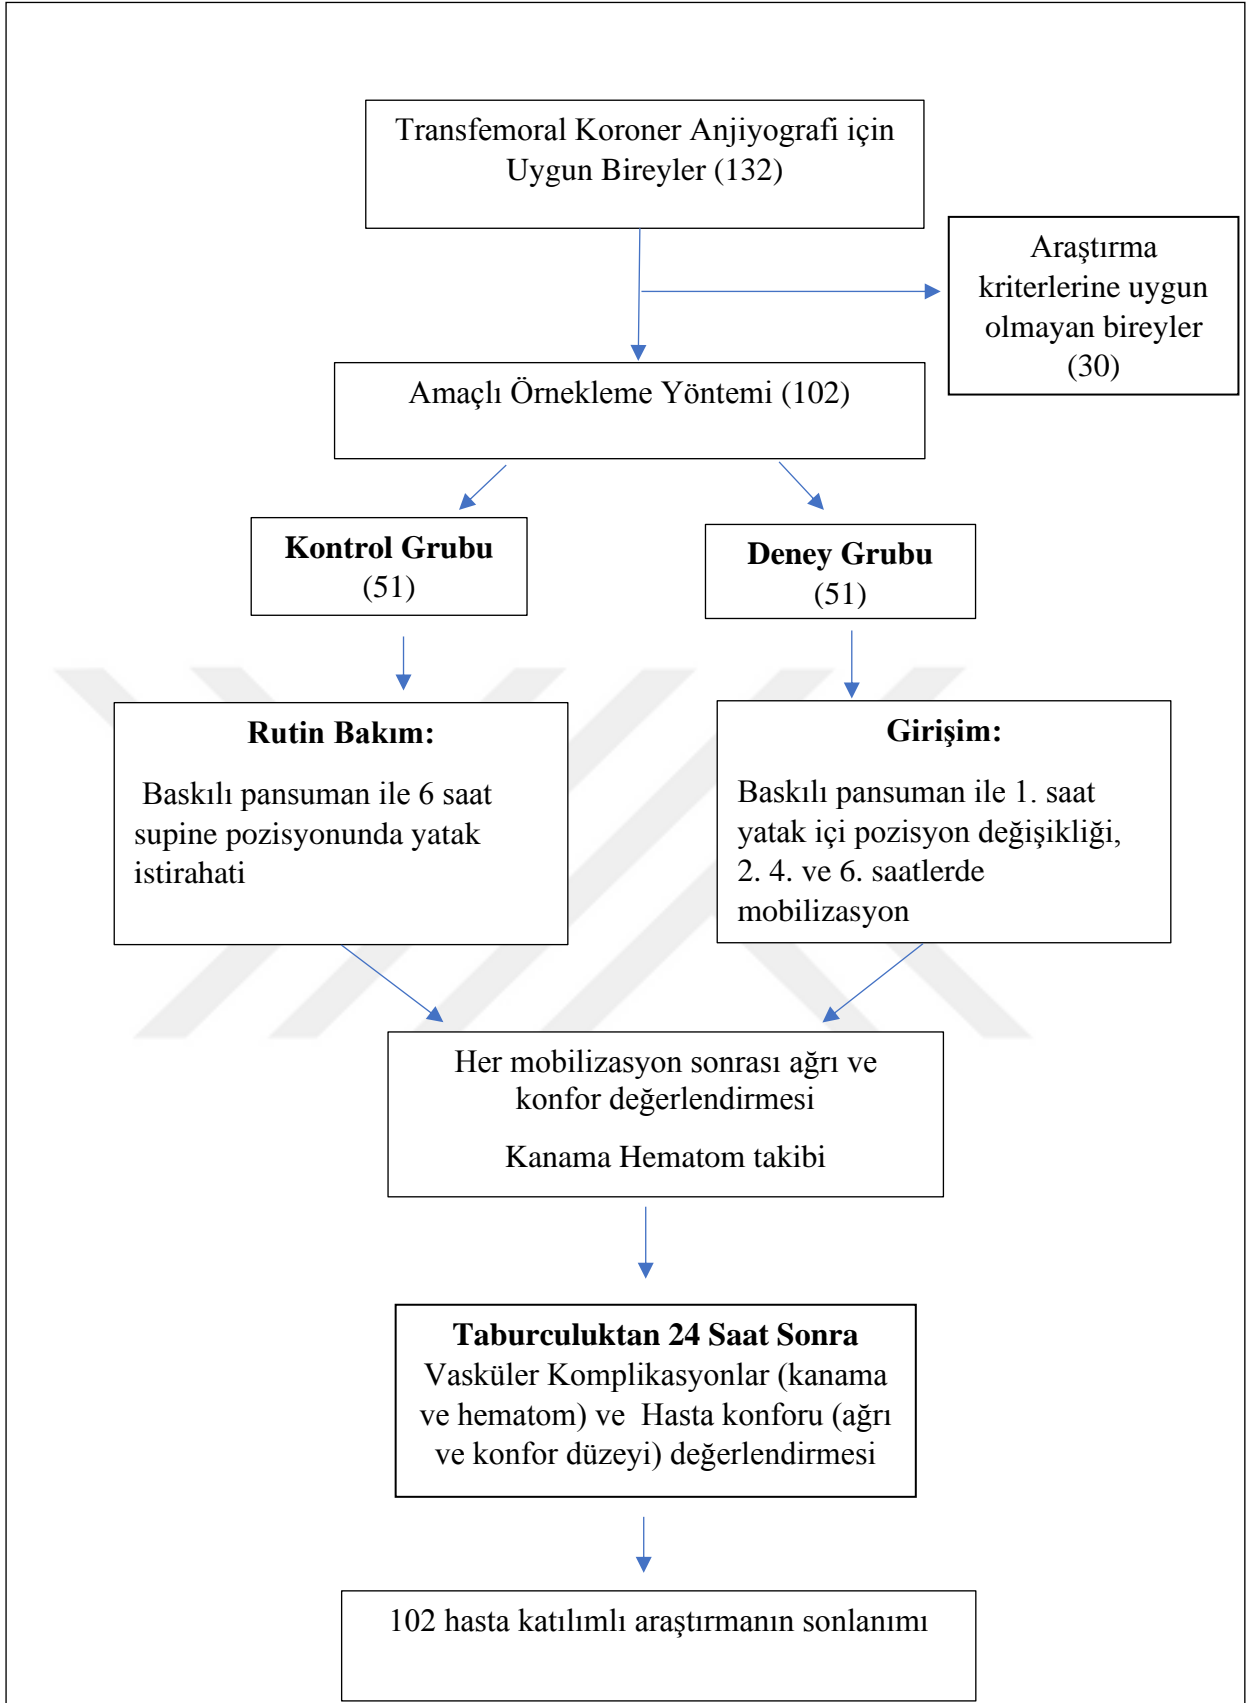 Transfemoral Koroner Anjiyografi için
Uygun Bireyler (132)
Araştırma
kriterlerine uygun
olmayan bireyler
(30)
Amaçlı Örnekleme Yöntemi (102)
Kontrol Grubu
(51)
Deney Grubu
(51)
Rutin Bakım:
Baskılı pansuman ile 6 saat
supine pozisyonunda yatak
istirahati
Girişim:
Baskılı pansuman ile 1. saat
yatak içi pozisyon değişikliği,
2. 4. ve 6. saatlerde
mobilizasyon
Her mobilizasyon sonrası ağrı ve
konfor değerlendirmesi
Kanama Hematom takibi
Taburculuktan 24 Saat Sonra
Vasküler Komplikasyonlar (kanama
ve hematom) ve Hasta konforu (ağrı
ve konfor düzeyi) değerlendirmesi
102 hasta katılımlı araştırmanın sonlanımı